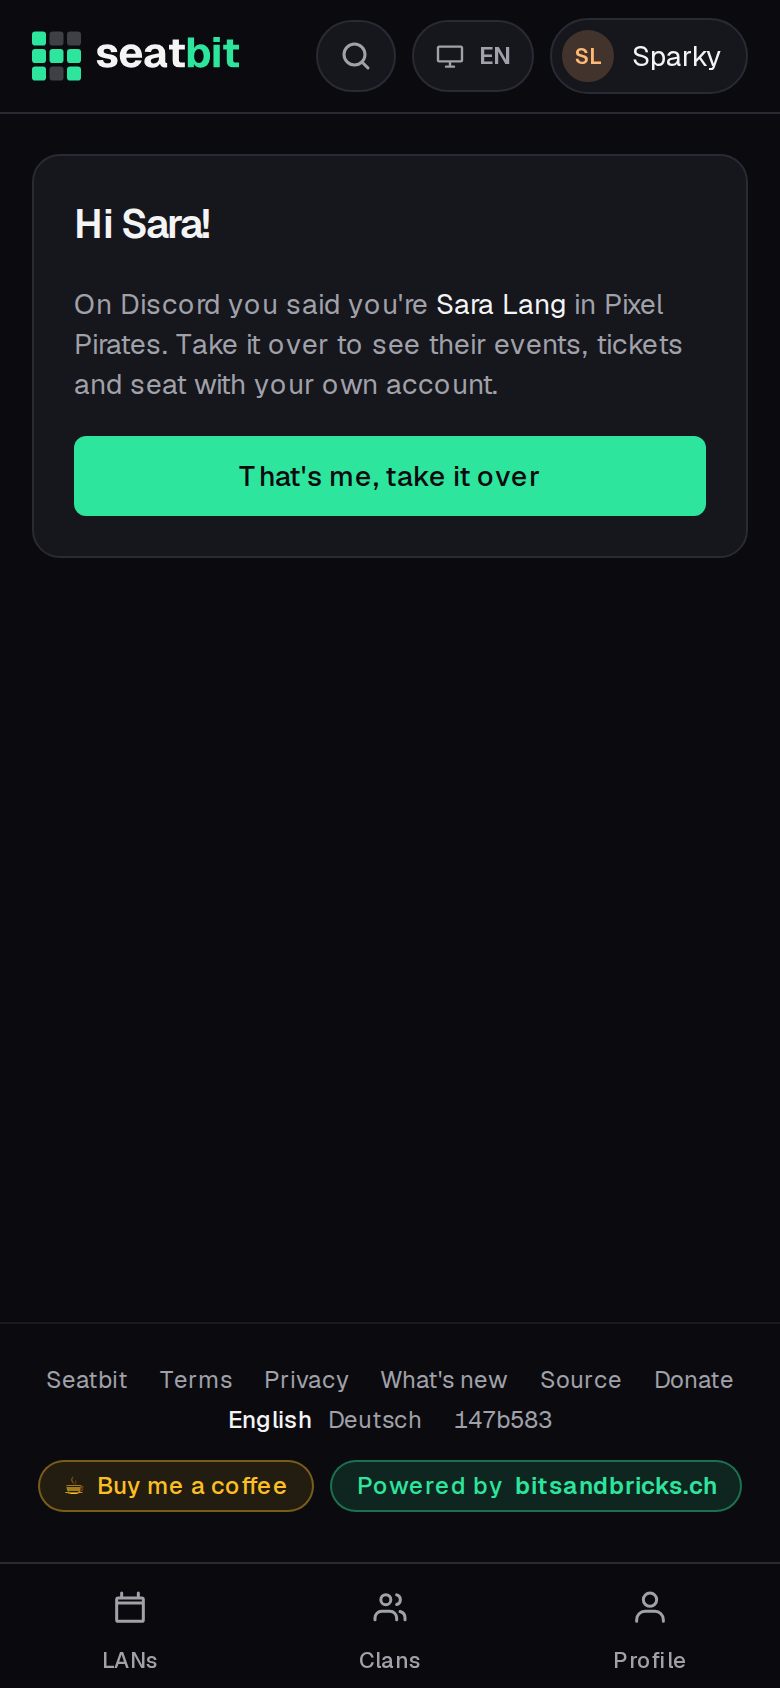 seatbit
EN
SL
Sparky
Hi Sara!
On Discord you said you're Sara Lang in Pixel
Pirates. Take it over to see their events, tickets
and seat with your own account.
That's me, take it over
Seatbit Terms Privacy What's new Source Donate
English Deutsch 147b583
Buy me a coffee
Powered by bitsandbricks.ch
LANs
Clans
Profile